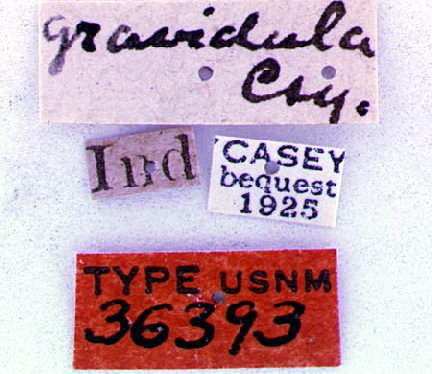 gravidula
Csy.
Ind
CASEY
bequest
1925
TYPE USNM
36393